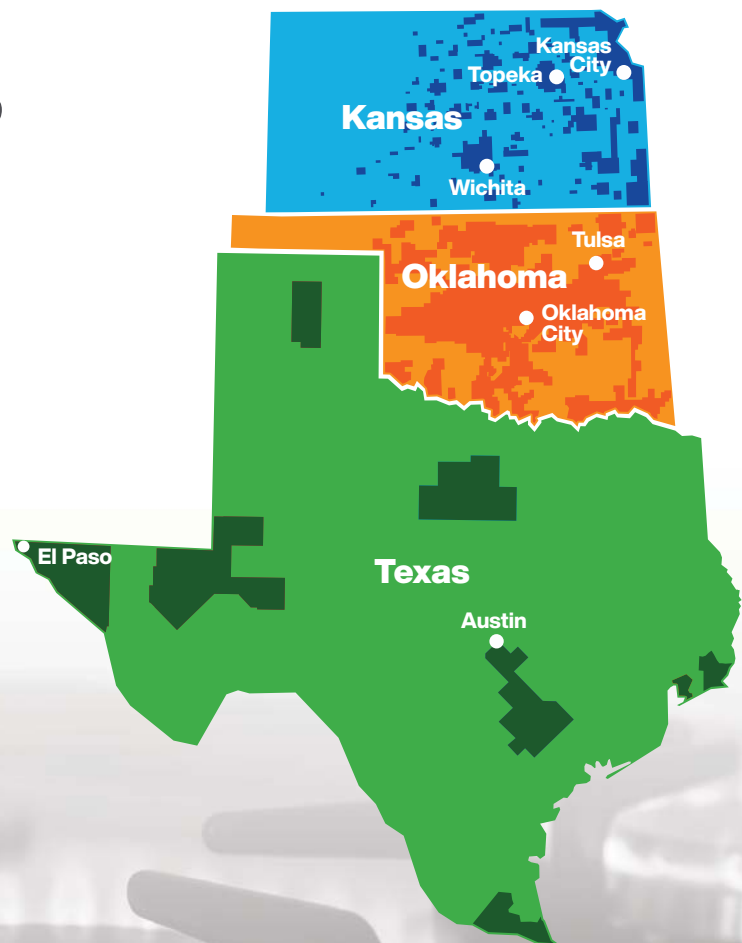 Kansas
City
Topeka
Kansas
Wichita
Tulsa
Oklahoma
Oklahoma
City
El Paso
Texas
Austin